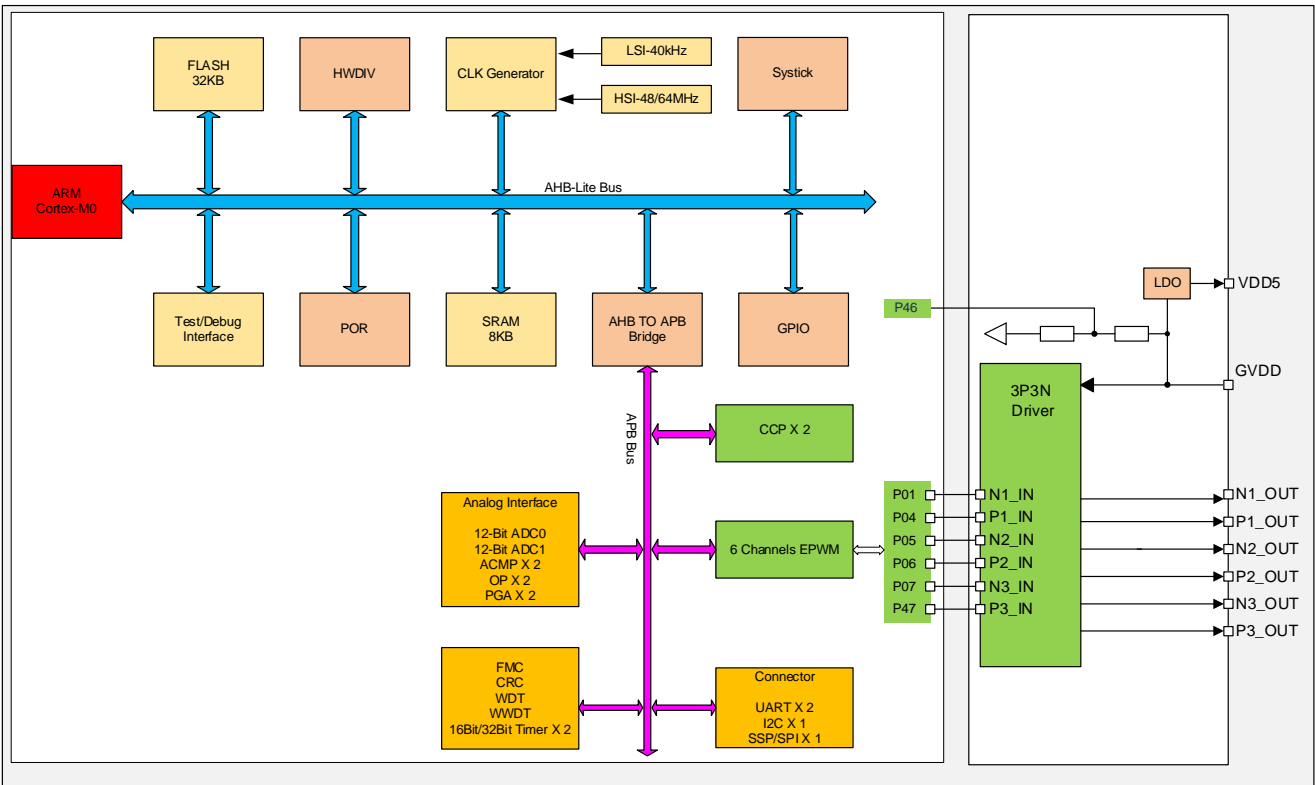 FLASH
32KB
HWDIV
CLK Generator
LSI-40kHz
HSI-48/64MHz
Systick
ARM
Cortex-M0
AHB-Lite Bus
Test/Debug
Interface
POR
SRAM
8KB
AHB TO APB
Bridge
GPIO
P46
LDO
VDD5
GVDD
3P3N
Driver
APB Bus
CCP X 2
Analog Interface
12-Bit ADC0
12-Bit ADC1
ACMP X 2
OP X 2
PGA X 2
6 Channels EPWM
P01
P04
P05
P06
P07
P47
N1_IN
P1_IN
N2_IN
P2_IN
N3_IN
P3_IN
N1_OUT
P1_OUT
N2_OUT
P2_OUT
N3_OUT
P3_OUT
FMC
CRC
WDT
WWDT
16Bit/32Bit Timer X 2
Connector
UART X 2
I2C X 1
SSP/SPI X 1